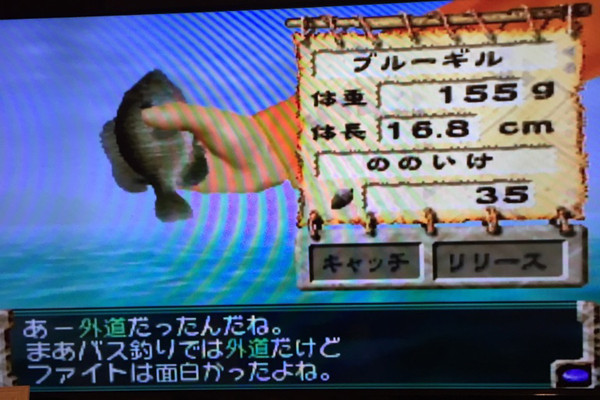 ブルーギル
体重 155g
体長 16.8 cm
ののいけ
35
キャッチ リリース
あー外道だったんだね。
まあバス釣りでは外道だけど
ファイトは面白かったよね。